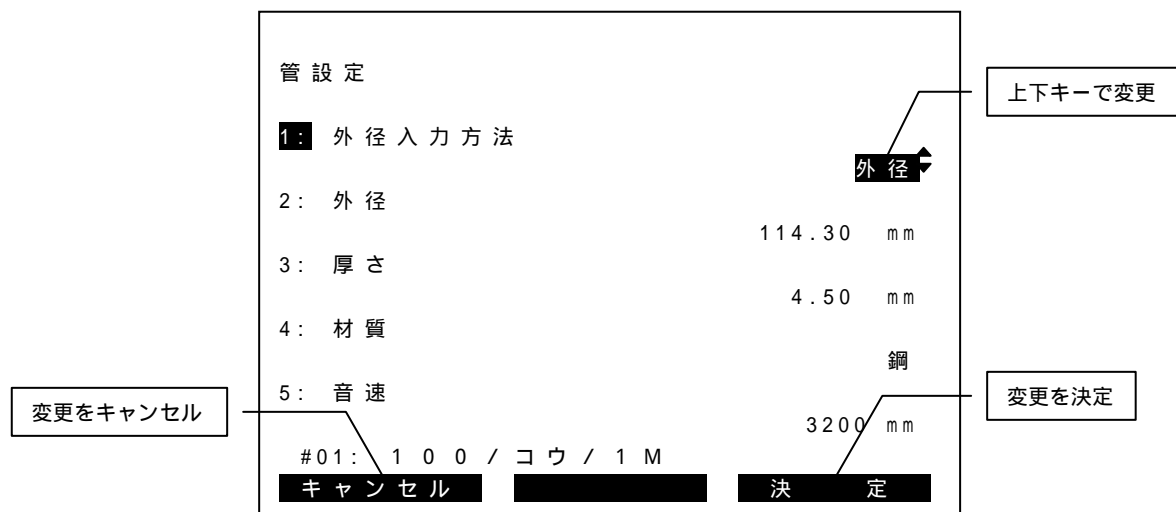 管設定
上下キーで変更
1: 外径入力方法
外径
2: 外径
114.30 mm
3: 厚さ
4.50 mm
4: 材質
鋼
5: 音速
変更をキャンセル
変更を決定
3200 mm
#01: 100/コウ/1M
キャンセル 決 定